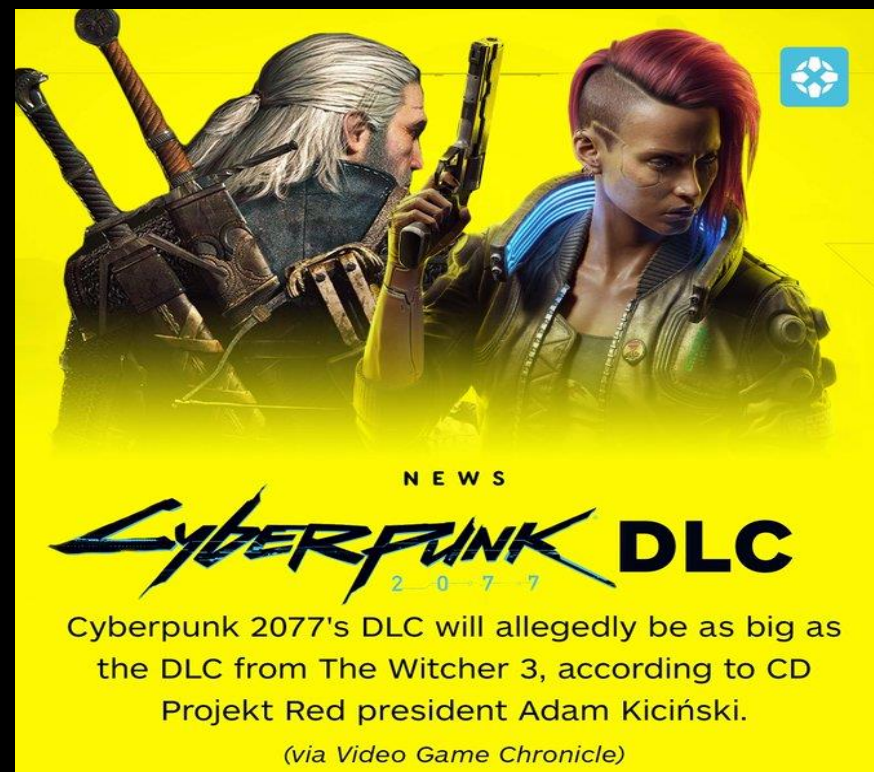 NEWS
CYBERPUNK DLC
2077
Cyberpunk 2077's DLC will allegedly be as big as
the DLC from The Witcher 3, according to CD
Projekt Red president Adam Kiciński.
(via Video Game Chronicle)